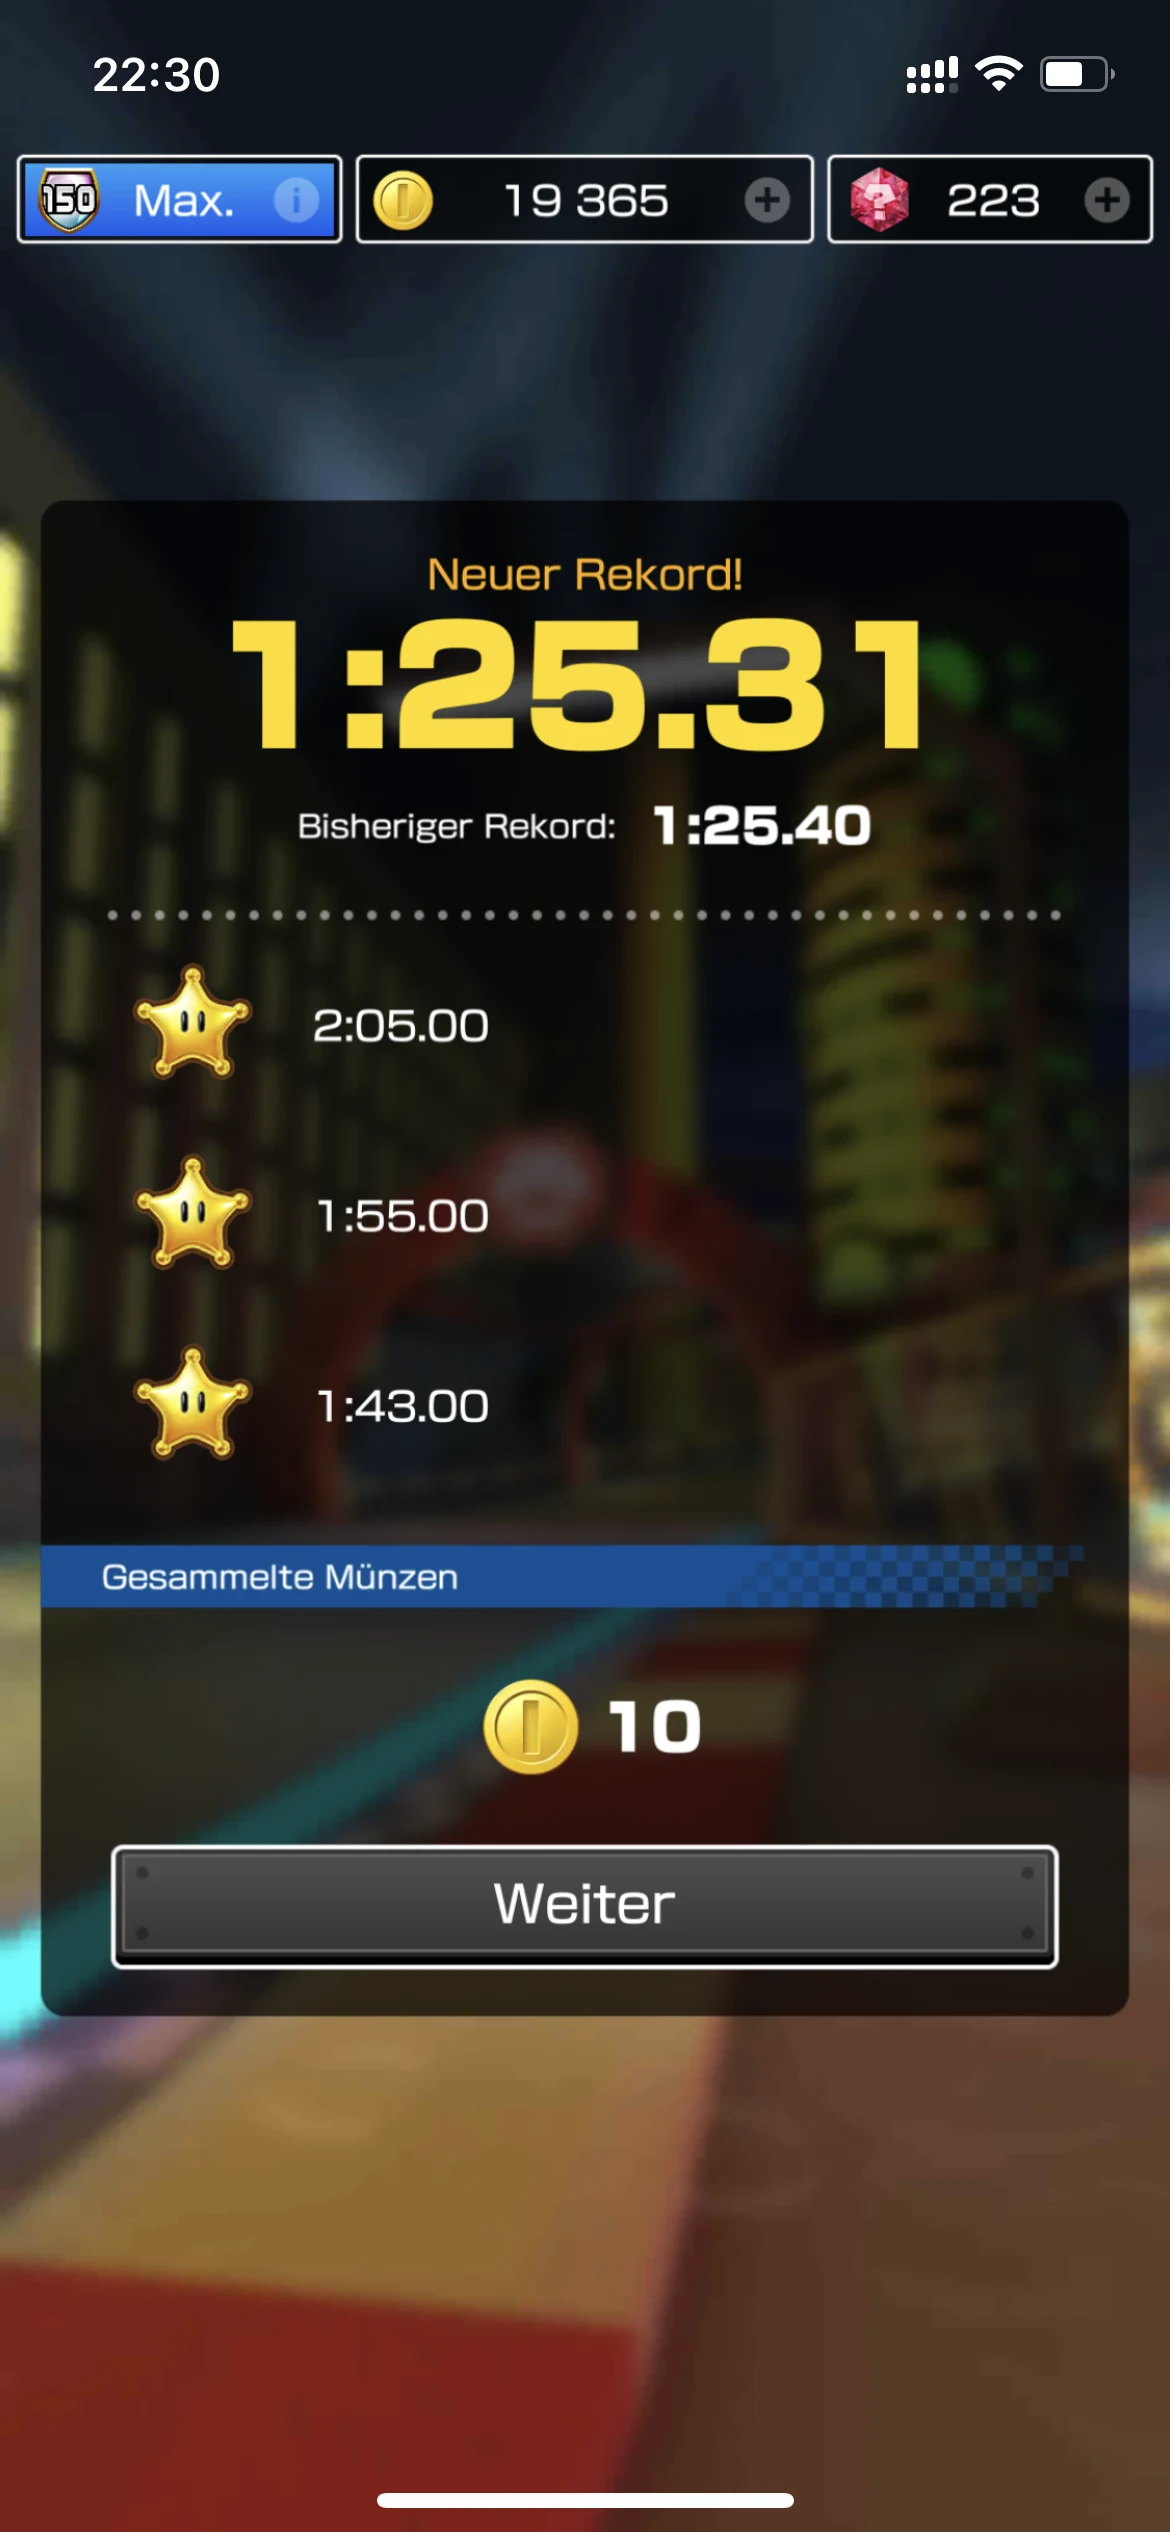 22:30
150 Max. i 19 365 + ? 223 +
Neuer Rekord!
1:25.31
Bisheriger Rekord: 1:25.40
2:05.00
1:55.00
1:43.00
Gesammelte Münzen
10
Weiter